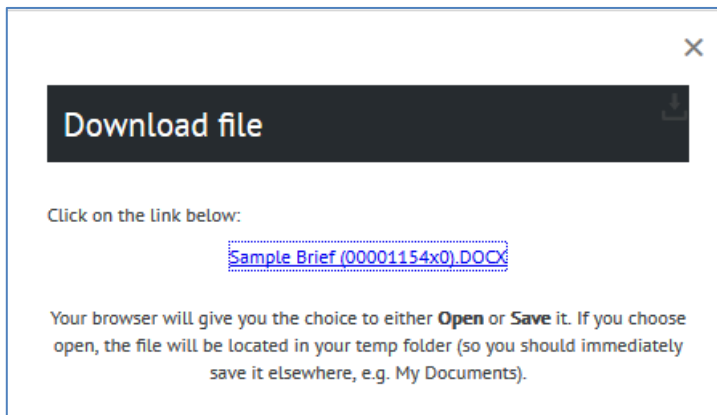 Download file
Click on the link below:
Sample Brief (00001154x0).DOCX
Your browser will give you the choice to either Open or Save it. If you choose
open, the file will be located in your temp folder (so you should immediately
save it elsewhere, e.g. My Documents).